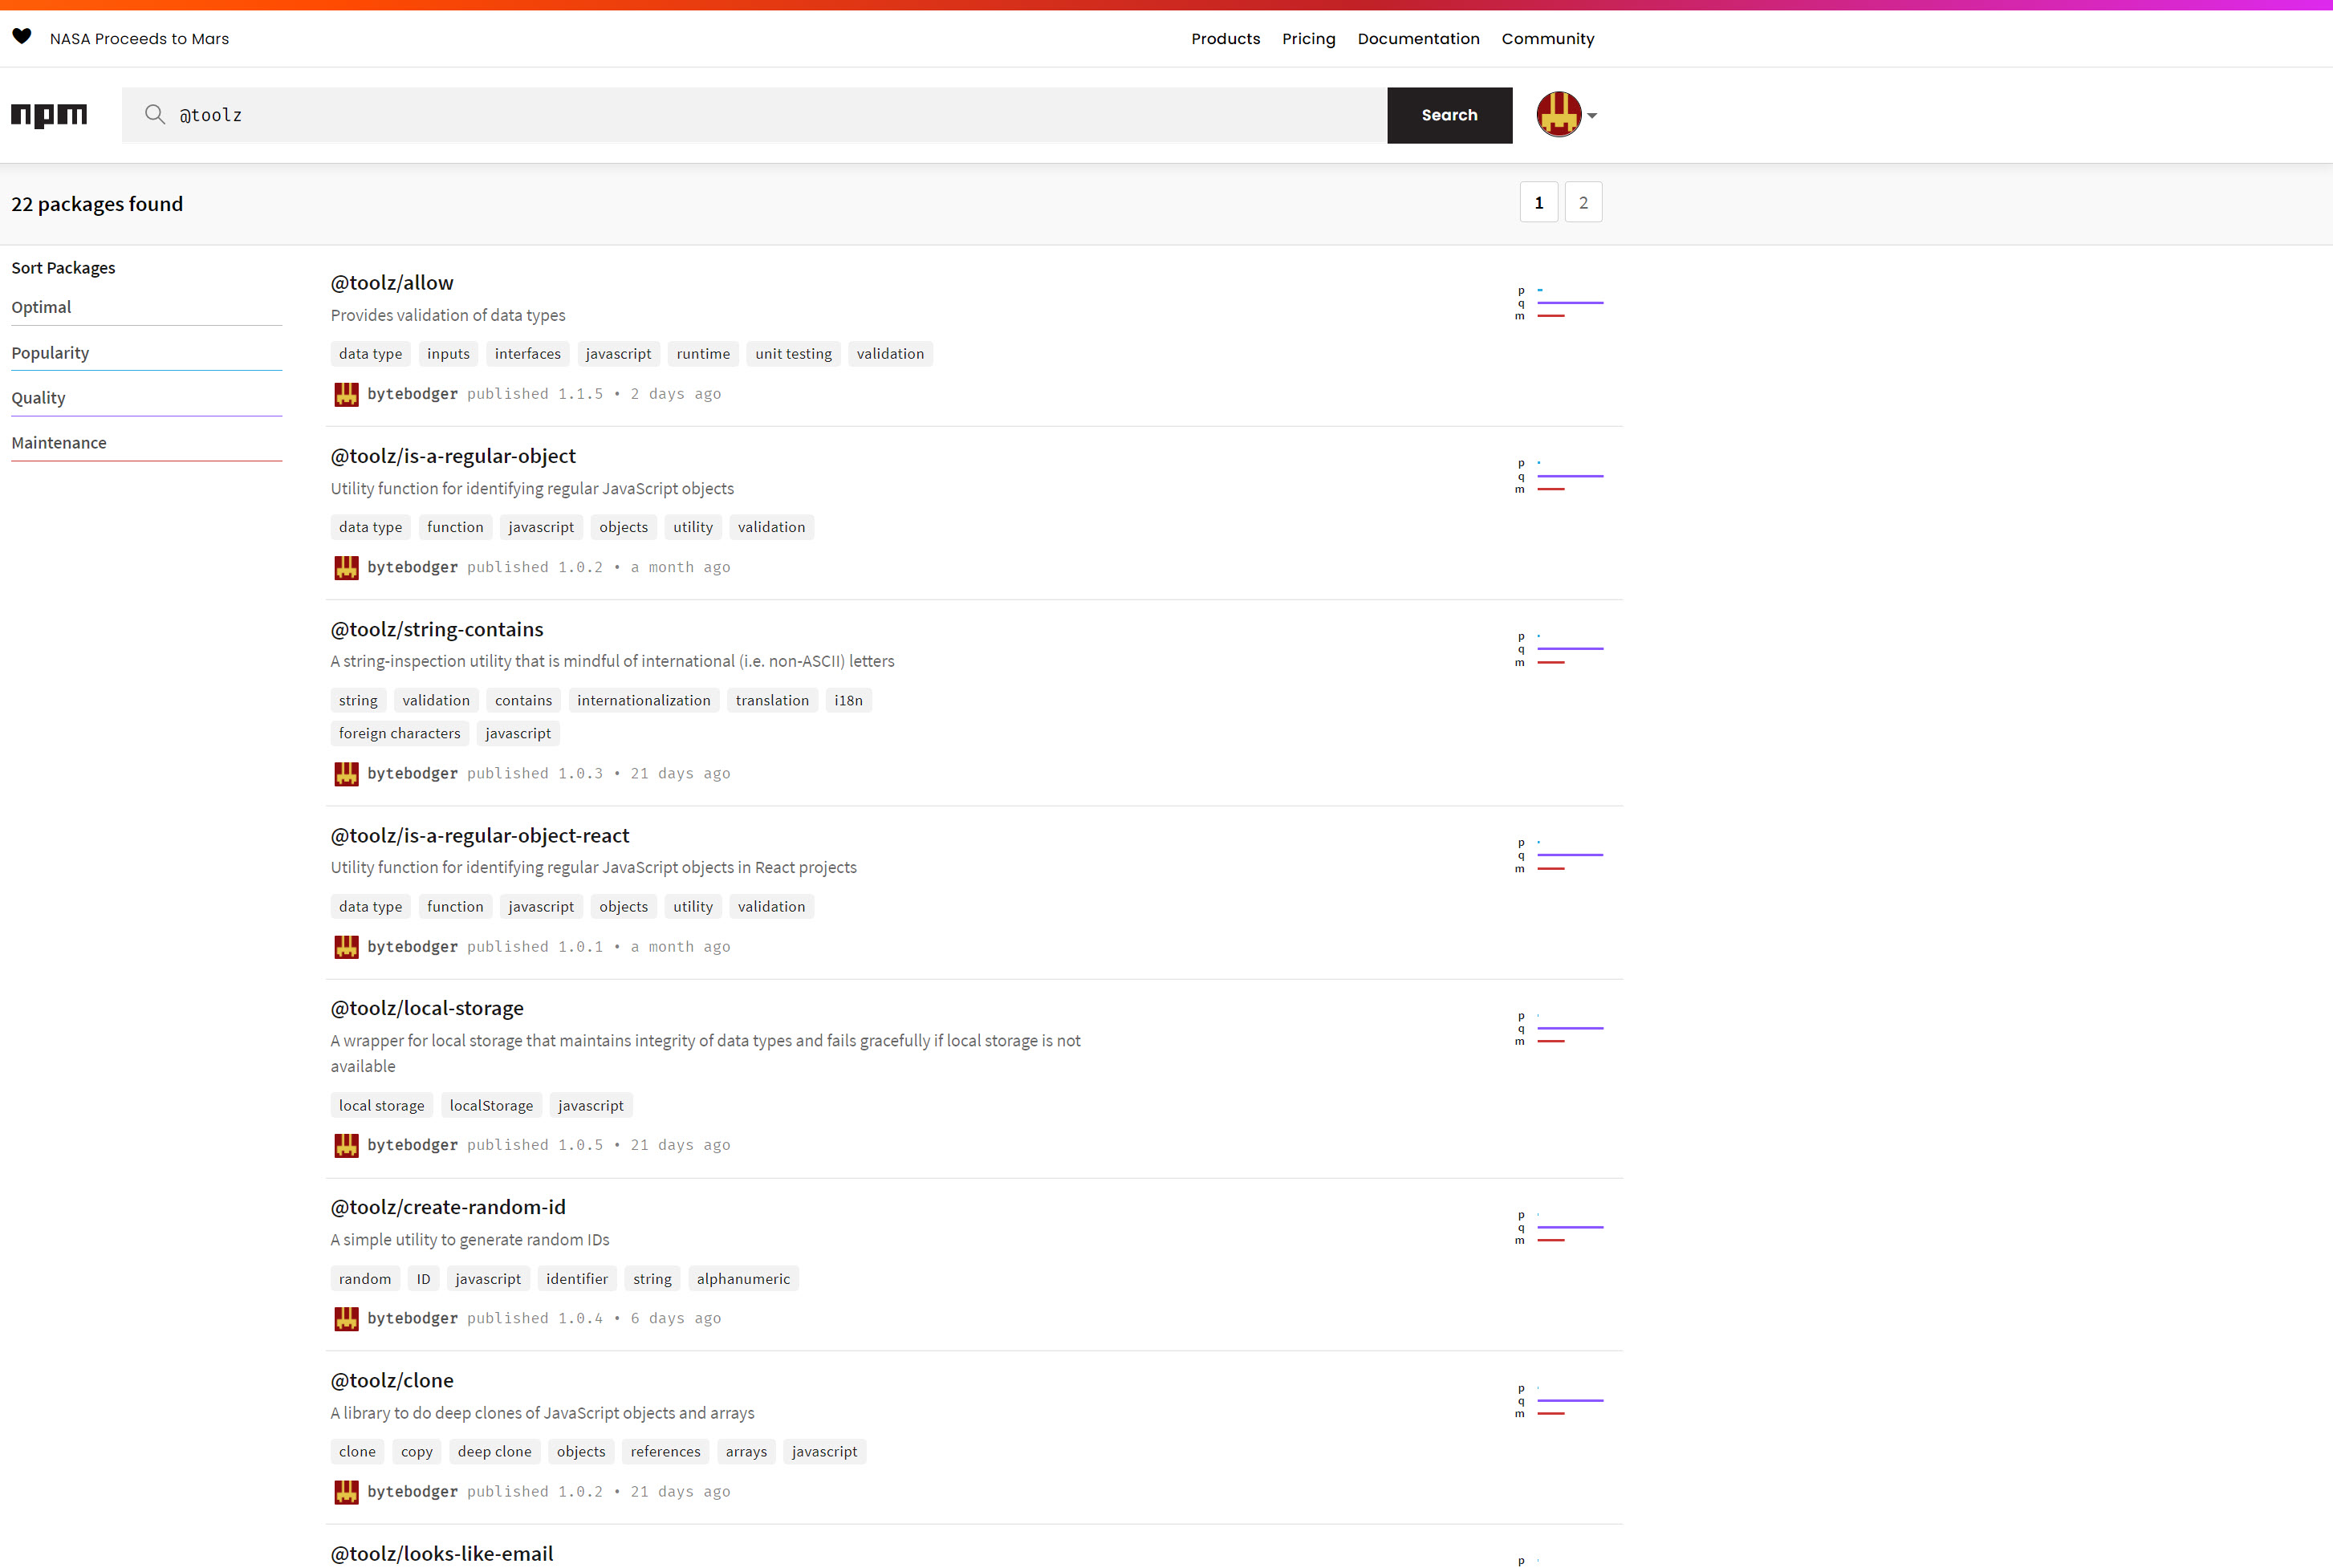 NASA Proceeds to Mars
Products Pricing Documentation Community
npm
@toolz
Search
22 packages found
1 2
Sort Packages
Optimal
Popularity
Quality
Maintenance
@toolz/allow
Provides validation of data types
data type inputs interfaces javascript runtime unit testing validation
bytebodger published 1.1.5 • 2 days ago
p
q
m
@toolz/is-a-regular-object
Utility function for identifying regular JavaScript objects
data type function javascript objects utility validation
bytebodger published 1.0.2 • a month ago
p
q
m
@toolz/string-contains
A string-inspection utility that is mindful of international (i.e. non-ASCII) letters
string validation contains internationalization translation i18n
foreign characters javascript
bytebodger published 1.0.3 • 21 days ago
p
q
m
@toolz/is-a-regular-object-react
Utility function for identifying regular JavaScript objects in React projects
data type function javascript objects utility validation
bytebodger published 1.0.1 • a month ago
p
q
m
@toolz/local-storage
A wrapper for local storage that maintains integrity of data types and fails gracefully if local storage is not
available
local storage localStorage javascript
bytebodger published 1.0.5 • 21 days ago
p
q
m
@toolz/create-random-id
A simple utility to generate random IDs
random ID javascript identifier string alphanumeric
bytebodger published 1.0.4 • 6 days ago
p
q
m
@toolz/clone
A library to do deep clones of JavaScript objects and arrays
clone copy deep clone objects references arrays javascript
bytebodger published 1.0.2 • 21 days ago
p
q
m
@toolz/looks-like-email
p